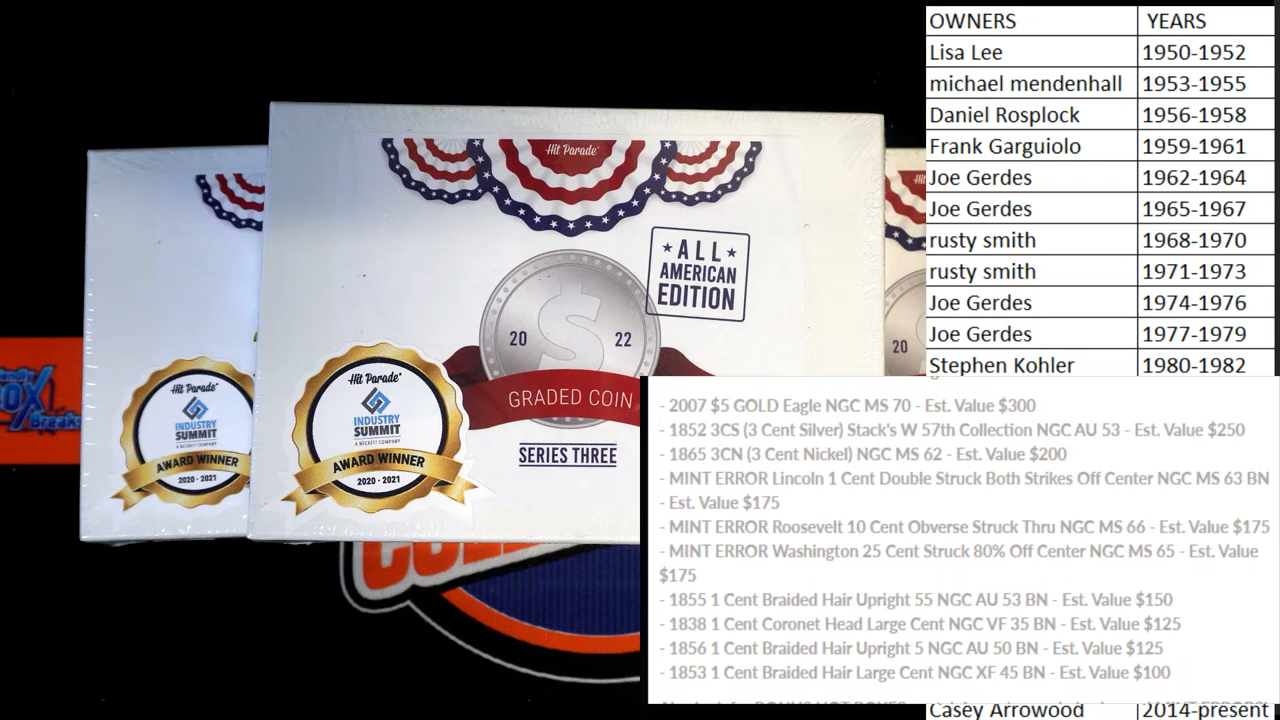 OWNERS YEARS
Lisa Lee 1950-1952
michael mendenhall 1953-1955
Daniel Rosplock 1956-1958
Frank Garguiolo 1959-1961
Joe Gerdes 1962-1964
Joe Gerdes 1965-1967
rusty smith 1968-1970
rusty smith 1971-1973
Joe Gerdes 1974-1976
Joe Gerdes 1977-1979
Stephen Kohler 1980-1982
Hit Parade
★ ALL ★
AMERICAN
EDITION
20 22
GRADED COIN
SERIES THREE
Hit Parade
INDUSTRY
SUMMIT
A BECKETT COMPANY
AWARD WINNER
2020 - 2021
Hit Parade
INDUSTRY
SUMMIT
A BECKETT COMPANY
AWARD WINNER
2020 - 2021
20
BOX
Breaks
- 2007 $5 GOLD Eagle NGC MS 70 - Est. Value $300
- 1852 3CS (3 Cent Silver) Stack's W 57th Collection NGC AU 53 - Est. Value $250
- 1865 3CN (3 Cent Nickel) NGC MS 62 - Est. Value $200
- MINT ERROR Lincoln 1 Cent Double Struck Both Strikes Off Center NGC MS 63 BN
- Est. Value $175
- MINT ERROR Roosevelt 10 Cent Obverse Struck Thru NGC MS 66 - Est. Value $175
- MINT ERROR Washington 25 Cent Struck 80% Off Center NGC MS 65 - Est. Value
$175
- 1855 1 Cent Braided Hair Upright 55 NGC AU 53 BN - Est. Value $150
- 1838 1 Cent Coronet Head Large Cent NGC VF 35 BN - Est. Value $125
- 1856 1 Cent Braided Hair Upright 5 NGC AU 50 BN - Est. Value $125
- 1853 1 Cent Braided Hair Large Cent NGC XF 45 BN - Est. Value $100
Casey Arrowood 2014-present